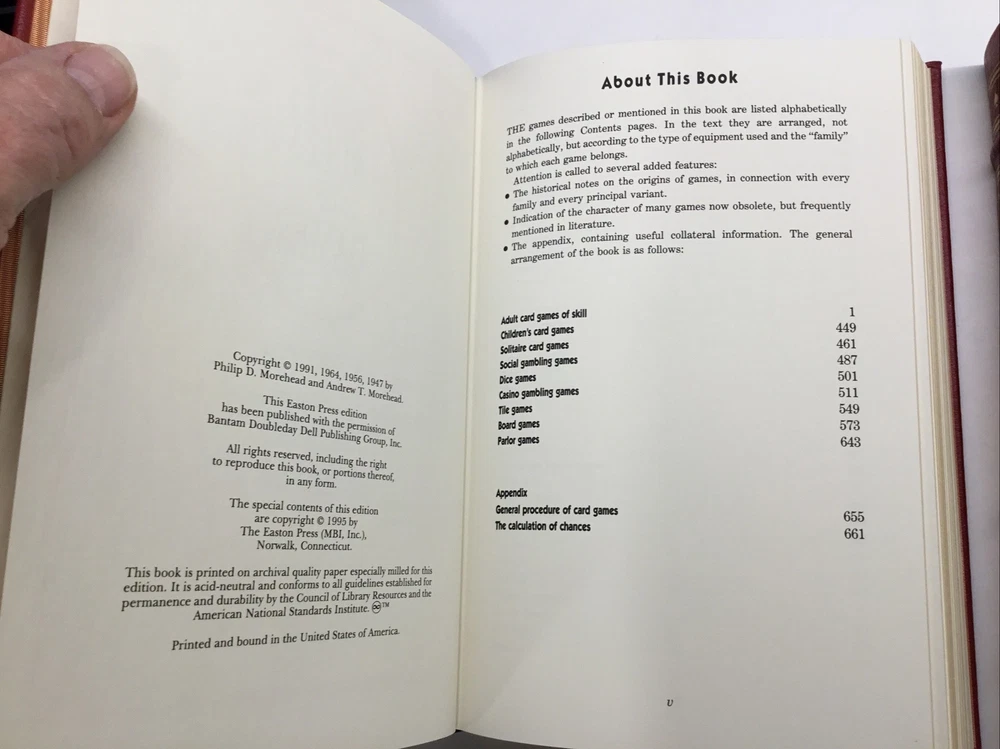 Copyright © 1991, 1964, 1956, 1947 by
Philip D. Morehead and Andrew T. Morehead.
This Easton Press edition
has been published with the permission of
Bantam Doubleday Dell Publishing Group, Inc.
All rights reserved, including the right
to reproduce this book, or portions thereof,
in any form.
The special contents of this edition
are copyright © 1995 by
The Easton Press (MBI, Inc.),
Norwalk, Connecticut.
This book is printed on archival quality paper especially milled for this
edition. It is acid-neutral and conforms to all guidelines established for
permanence and durability by the Council of Library Resources and the
American National Standards Institute. ♾™
Printed and bound in the United States of America.
About This Book
THE games described or mentioned in this book are listed alphabetically
in the following Contents pages. In the text they are arranged, not
alphabetically, but according to the type of equipment used and the “family”
to which each game belongs.
Attention is called to several added features:
• The historical notes on the origins of games, in connection with every
family and every principal variant.
• Indication of the character of many games now obsolete, but frequently
mentioned in literature.
• The appendix, containing useful collateral information. The general
arrangement of the book is as follows:
Adult card games of skill 1
Children's card games 449
Solitaire card games 461
Social gambling games 487
Dice games 501
Casino gambling games 511
Tile games 549
Board games 573
Parlor games 643
Appendix
General procedure of card games 655
The calculation of chances 661
v